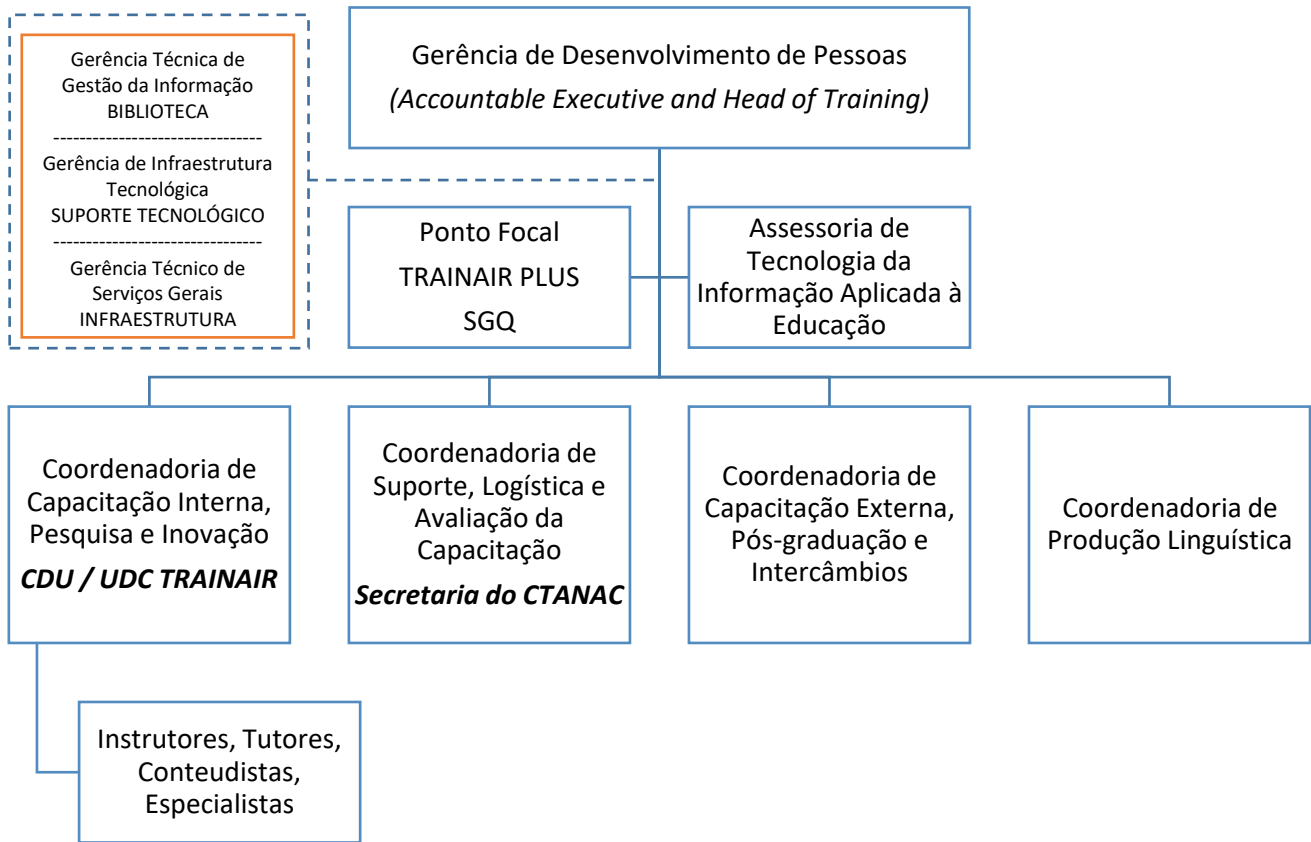 Gerência Técnica de
Gestão da Informação
BIBLIOTECA
--------------------------------
Gerência de Infraestrutura
Tecnológica
SUPORTE TECNOLÓGICO
--------------------------------
Gerência Técnico de
Serviços Gerais
INFRAESTRUTURA
Gerência de Desenvolvimento de Pessoas
(Accountable Executive and Head of Training)
Ponto Focal
TRAINAIR PLUS
SGQ
Assessoria de
Tecnologia da
Informação Aplicada à
Educação
Coordenadoria de
Capacitação Interna,
Pesquisa e Inovação
CDU / UDC TRAINAIR
Coordenadoria de
Suporte, Logística e
Avaliação da
Capacitação
Secretaria do CTANAC
Coordenadoria de
Capacitação Externa,
Pós-graduação e
Intercâmbios
Coordenadoria de
Produção Linguística
Instrutores, Tutores,
Conteudistas,
Especialistas